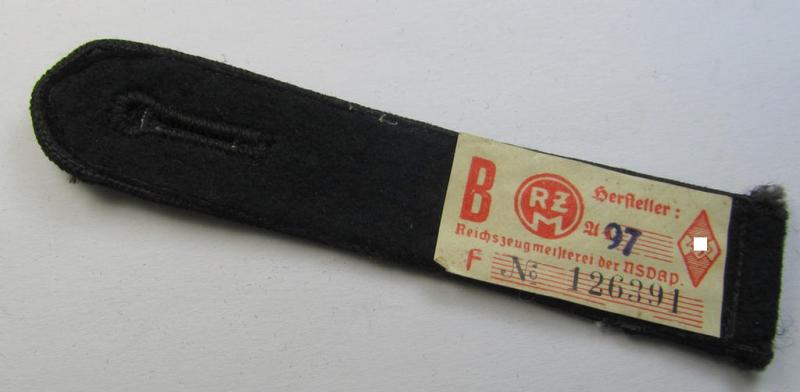 B RZM Hersteller:
A 97
Reichszeugmeisterei der NSDAP.
F No 126391